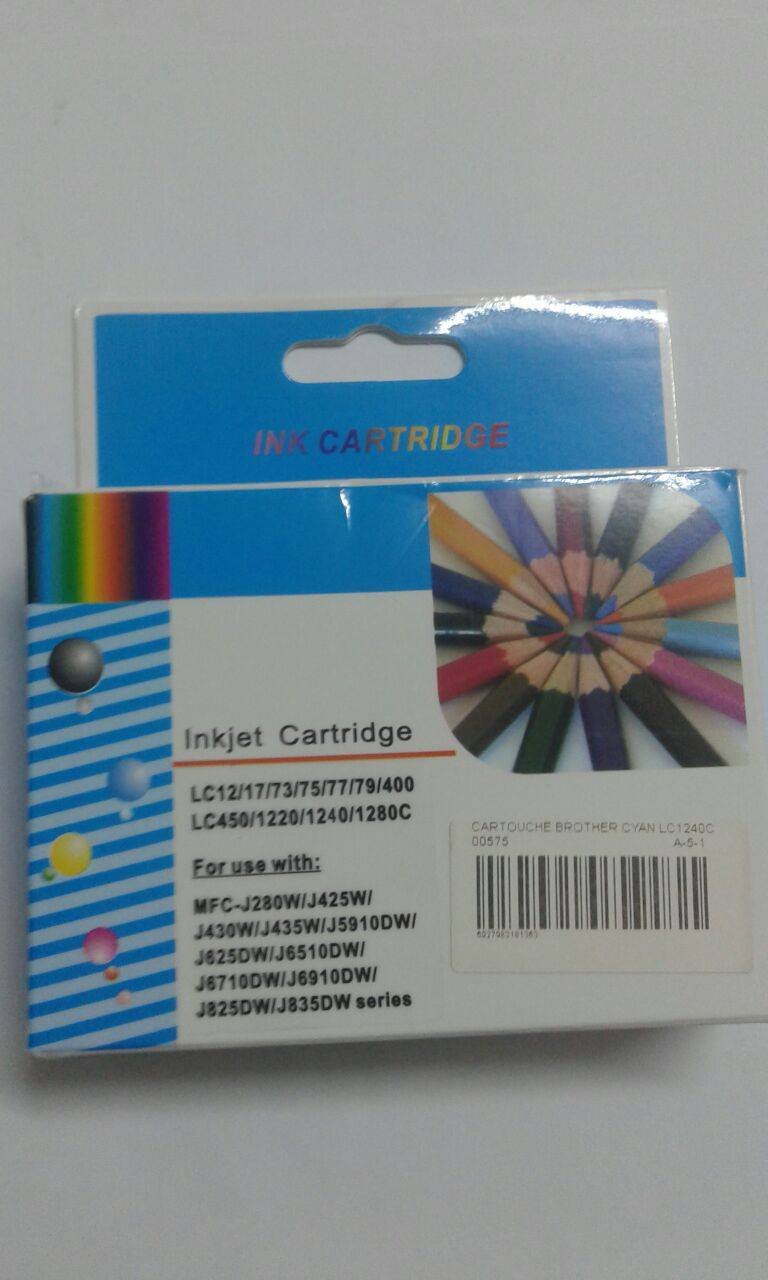 INK CARTRIDGE
Inkjet Cartridge
LC12/17/73/75/77/79/400
LC450/1220/1240/1280C
For use with:
MFC-J280W/J425W/
J430W/J435W/J5910DW/
J625DW/J6510DW/
J6710DW/J6910DW/
J825DW/J835DW series
CARTOUCHE BROTHER CYAN LC1240C
00575 A-5-1